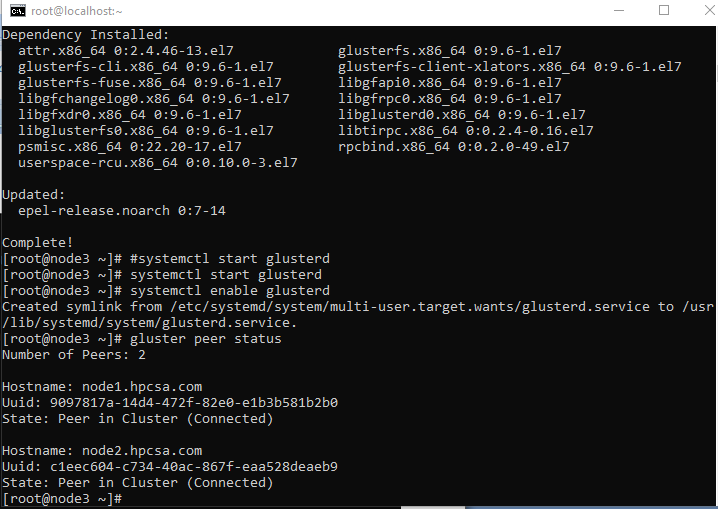 root@localhost:~
Dependency Installed:
attr.x86_64 0:2.4.46-13.el7 glusterfs.x86_64 0:9.6-1.el7
glusterfs-cli.x86_64 0:9.6-1.el7 glusterfs-client-xlators.x86_64 0:9.6-1.el7
glusterfs-fuse.x86_64 0:9.6-1.el7 libgfapi0.x86_64 0:9.6-1.el7
libgfchangelog0.x86_64 0:9.6-1.el7 libgfrpc0.x86_64 0:9.6-1.el7
libgfxdr0.x86_64 0:9.6-1.el7 libglusterd0.x86_64 0:9.6-1.el7
libglusterfs0.x86_64 0:9.6-1.el7 libtirpc.x86_64 0:0.2.4-0.16.el7
psmisc.x86_64 0:22.20-17.el7 rpcbind.x86_64 0:0.2.0-49.el7
userspace-rcu.x86_64 0:0.10.0-3.el7
Updated:
epel-release.noarch 0:7-14
Complete!
[root@node3 ~]# #systemctl start glusterd
[root@node3 ~]# systemctl start glusterd
[root@node3 ~]# systemctl enable glusterd
Created symlink from /etc/systemd/system/multi-user.target.wants/glusterd.service to /usr
/lib/systemd/system/glusterd.service.
[root@node3 ~]# gluster peer status
Number of Peers: 2
Hostname: node1.hpcsa.com
Uuid: 9097817a-14d4-472f-82e0-e1b3b581b2b0
State: Peer in Cluster (Connected)
Hostname: node2.hpcsa.com
Uuid: c1eec604-c734-40ac-867f-eaa528deaeb9
State: Peer in Cluster (Connected)
[root@node3 ~]#